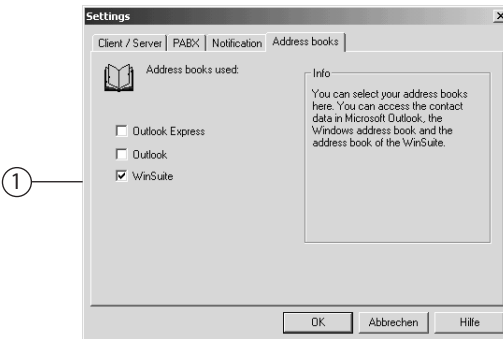 Settings
Client / Server PABX Notification Address books
Address books used:
Outlook Express
Outlook
WinSuite
Info
You can select your address books
here. You can access the contact
data in Microsoft Outlook, the
Windows address book and the
address book of the WinSuite.
1
OK Abbrechen Hilfe